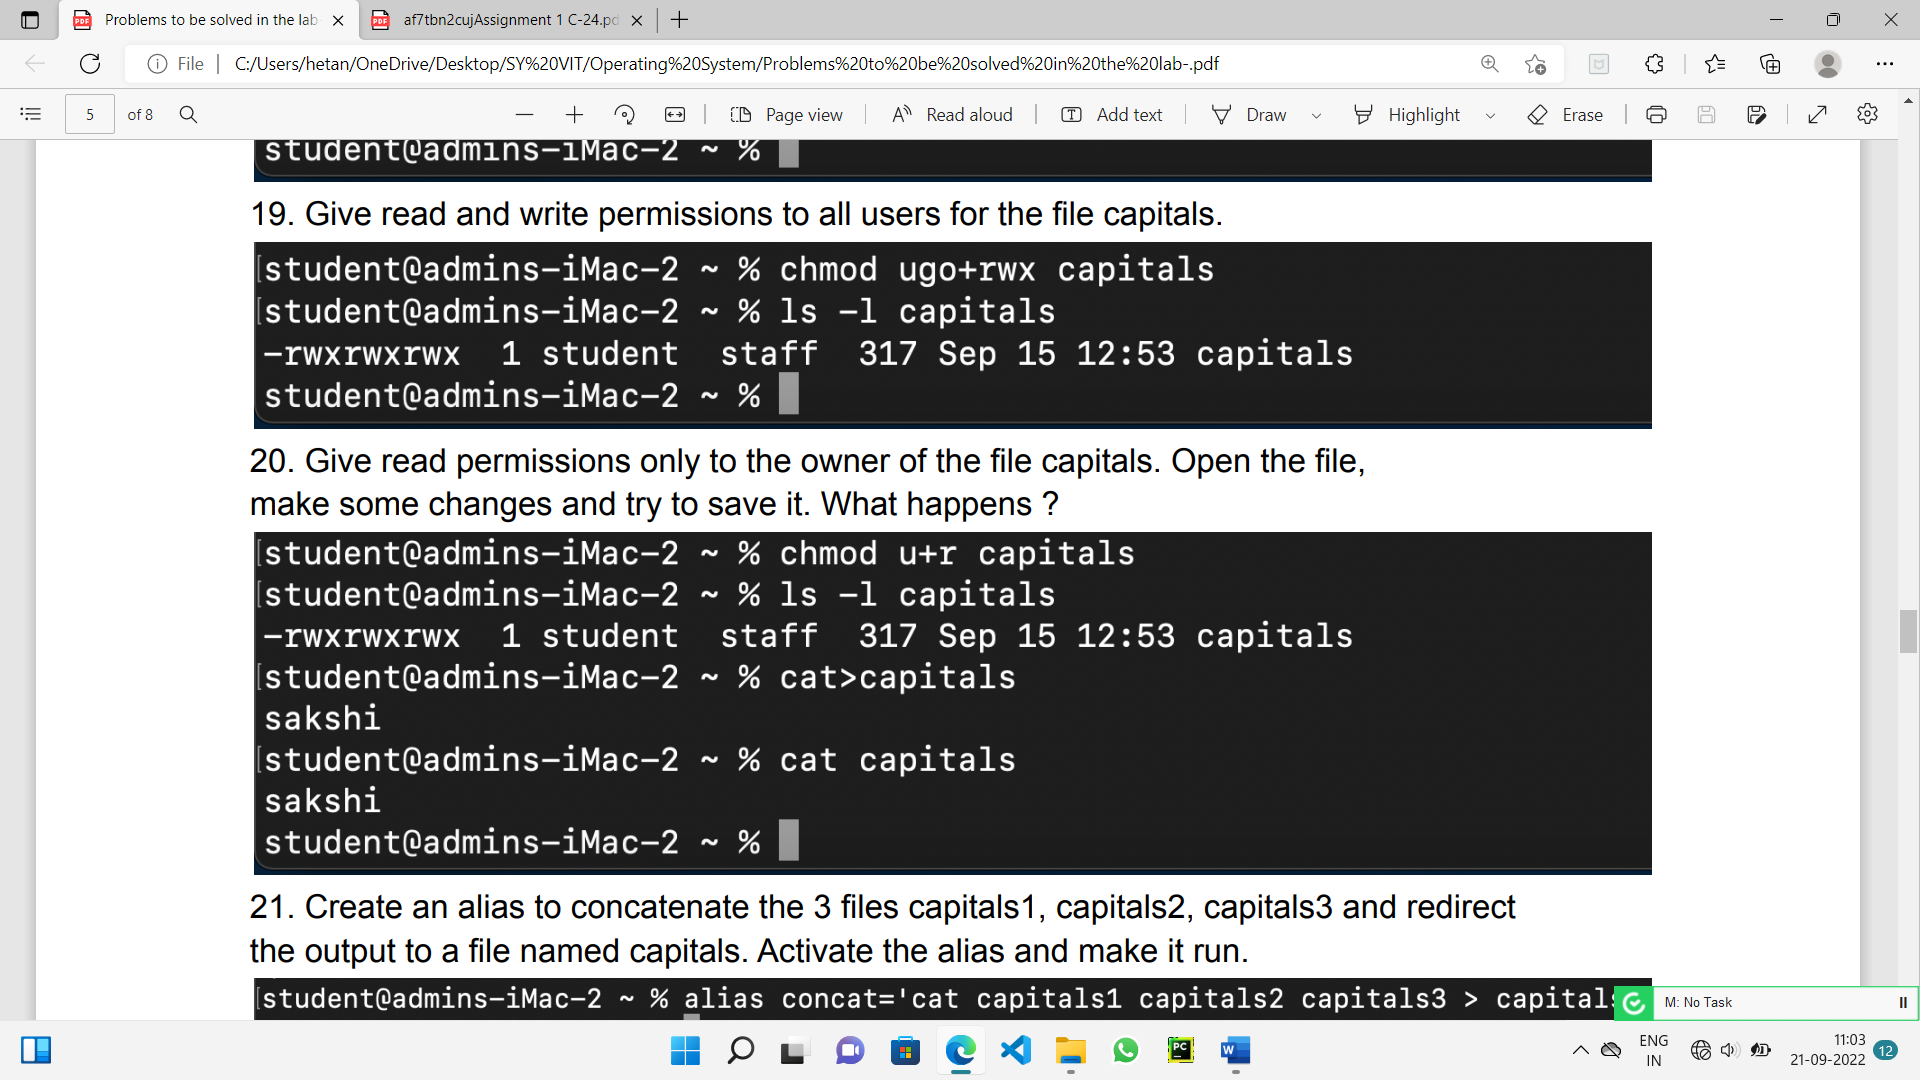 Problems to be solved in the lab
af7tbn2cujAssignment 1 C-24.pd
File
C:/Users/hetan/OneDrive/Desktop/SY%20VIT/Operating%20System/Problems%20to%20be%20solved%20in%20the%20lab-.pdf
5 of 8
Page view
Read aloud
Add text
Draw
Highlight
Erase
student@admins-iMac-2 ~ %
19. Give read and write permissions to all users for the file capitals.
[student@admins-iMac-2 ~ % chmod ugo+rwx capitals
[student@admins-iMac-2 ~ % ls -l capitals
-rwxrwxrwx  1 student  staff  317 Sep 15 12:53 capitals
student@admins-iMac-2 ~ %
20. Give read permissions only to the owner of the file capitals. Open the file,
make some changes and try to save it. What happens ?
[student@admins-iMac-2 ~ % chmod u+r capitals
[student@admins-iMac-2 ~ % ls -l capitals
-rwxrwxrwx  1 student  staff  317 Sep 15 12:53 capitals
[student@admins-iMac-2 ~ % cat>capitals
sakshi
[student@admins-iMac-2 ~ % cat capitals
sakshi
student@admins-iMac-2 ~ %
21. Create an alias to concatenate the 3 files capitals1, capitals2, capitals3 and redirect
the output to a file named capitals. Activate the alias and make it run.
[student@admins-iMac-2 ~ % alias concat='cat capitals1 capitals2 capitals3 > capitals
M: No Task
PC
W
ENG
IN
11:03
21-09-2022
12